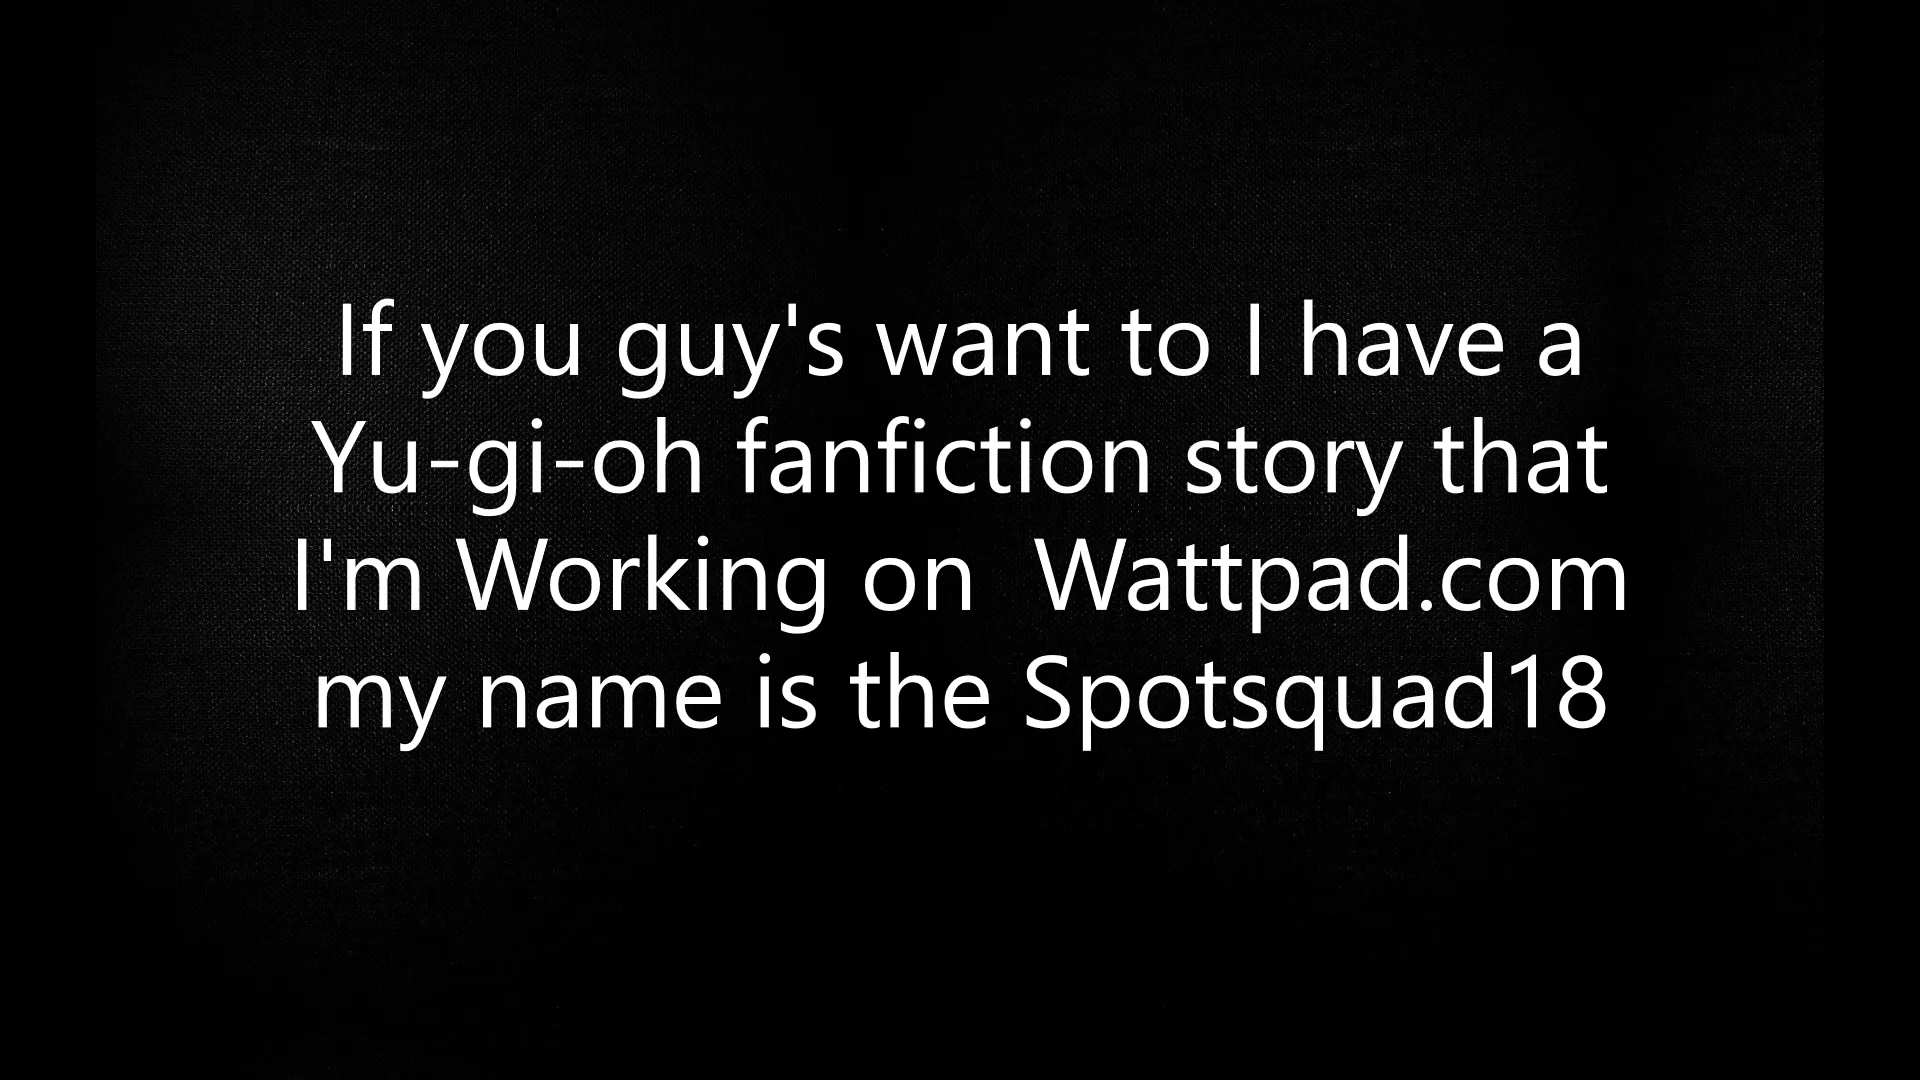 If you guy's want to I have a
Yu-gi-oh fanfiction story that
I'm Working on  Wattpad.com
my name is the Spotsquad18